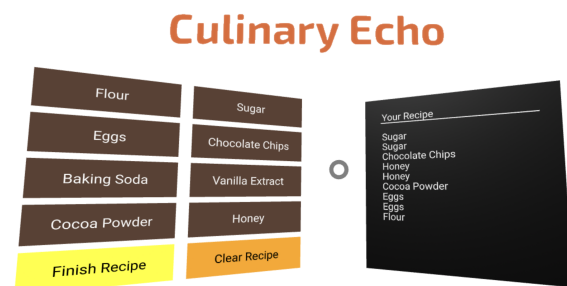 Culinary Echo
Flour
Sugar
Eggs
Chocolate Chips
Baking Soda
Vanilla Extract
Cocoa Powder
Honey
Finish Recipe
Clear Recipe
Your Recipe
Sugar
Sugar
Chocolate Chips
Honey
Honey
Cocoa Powder
Eggs
Eggs
Flour